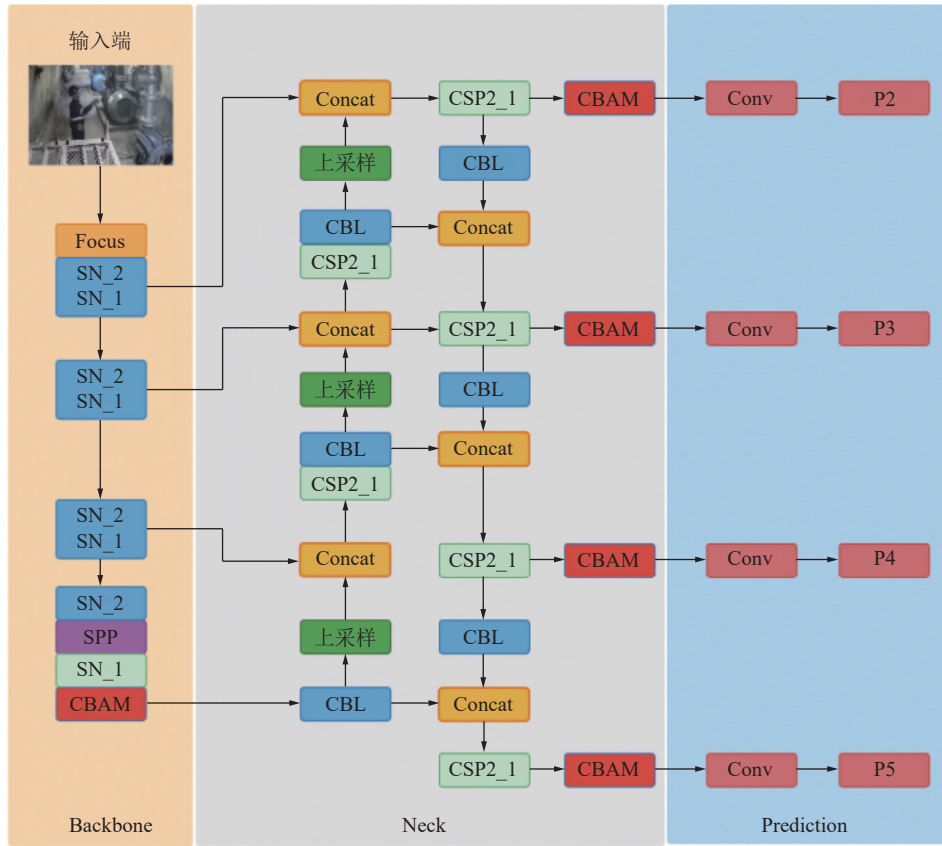 输入端
Concat
CSP2_1
CBAM
Conv
P2
上采样
CBL
Focus
CBL
Concat
SN_2
CSP2_1
SN_1
Concat
CSP2_1
CBAM
Conv
P3
SN_2
上采样
CBL
SN_1
CBL
Concat
CSP2_1
SN_2
SN_1
Concat
CSP2_1
CBAM
Conv
P4
SN_2
SPP
上采样
CBL
SN_1
CBAM
CBL
Concat
CSP2_1
CBAM
Conv
P5
Backbone
Neck
Prediction